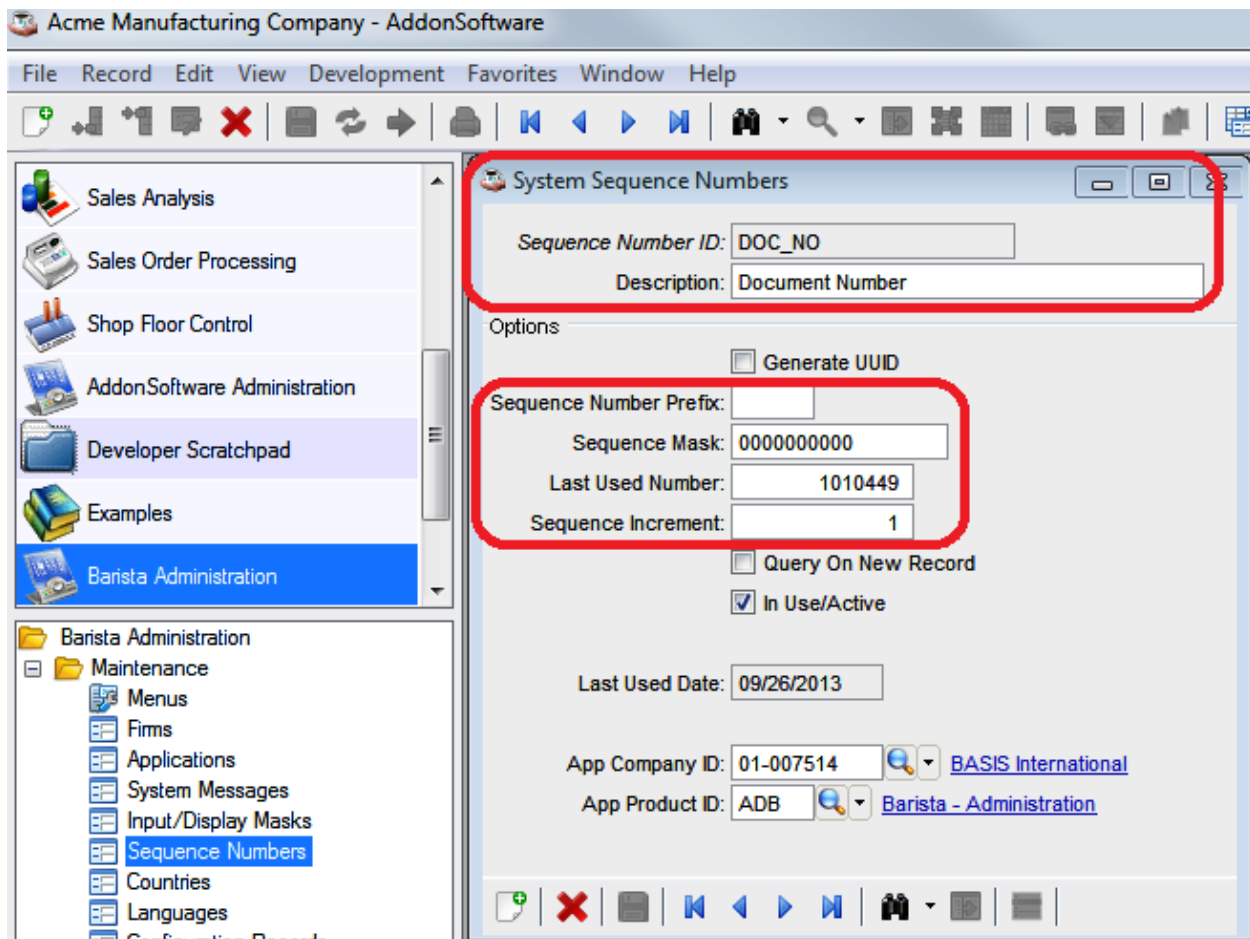 Acme Manufacturing Company - AddonSoftware
File Record Edit View Development Favorites Window Help
Sales Analysis
Sales Order Processing
Shop Floor Control
AddonSoftware Administration
Developer Scratchpad
Examples
Barista Administration
Barista Administration
Maintenance
Menus
Firms
Applications
System Messages
Input/Display Masks
Sequence Numbers
Countries
Languages
Configuration Records
System Sequence Numbers
Sequence Number ID: DOC_NO
Description: Document Number
Options
Generate UUID
Sequence Number Prefix:
Sequence Mask: 0000000000
Last Used Number: 1010449
Sequence Increment: 1
Query On New Record
In Use/Active
Last Used Date: 09/26/2013
App Company ID: 01-007514 BASIS International
App Product ID: ADB Barista - Administration